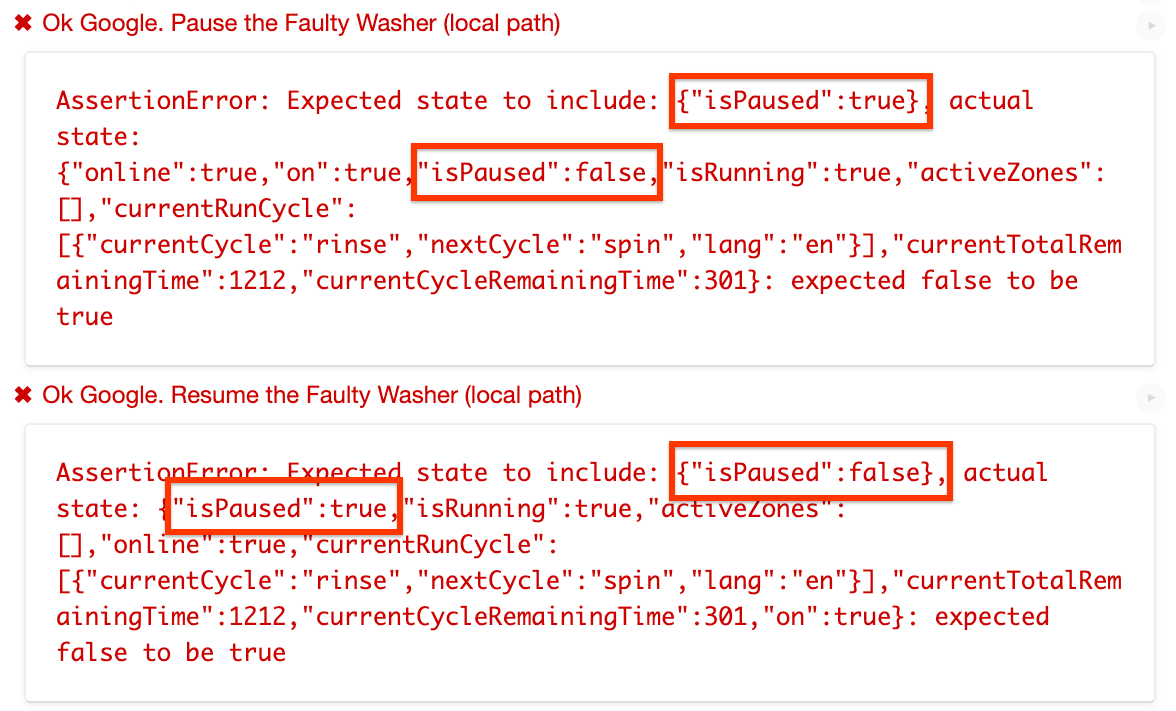 ✖ Ok Google. Pause the Faulty Washer (local path)
AssertionError: Expected state to include: {"isPaused":true}, actual
state:
{"online":true,"on":true,"isPaused":false,"isRunning":true,"activeZones":
[],"currentRunCycle":
[{"currentCycle":"rinse","nextCycle":"spin","lang":"en"}],"currentTotalRem
ainingTime":1212,"currentCycleRemainingTime":301}: expected false to be
true
✖ Ok Google. Resume the Faulty Washer (local path)
AssertionError: Expected state to include: {"isPaused":false}, actual
state: {"isPaused":true,"isRunning":true,"activeZones":
[],"online":true,"currentRunCycle":
[{"currentCycle":"rinse","nextCycle":"spin","lang":"en"}],"currentTotalRem
ainingTime":1212,"currentCycleRemainingTime":301,"on":true}: expected
false to be true